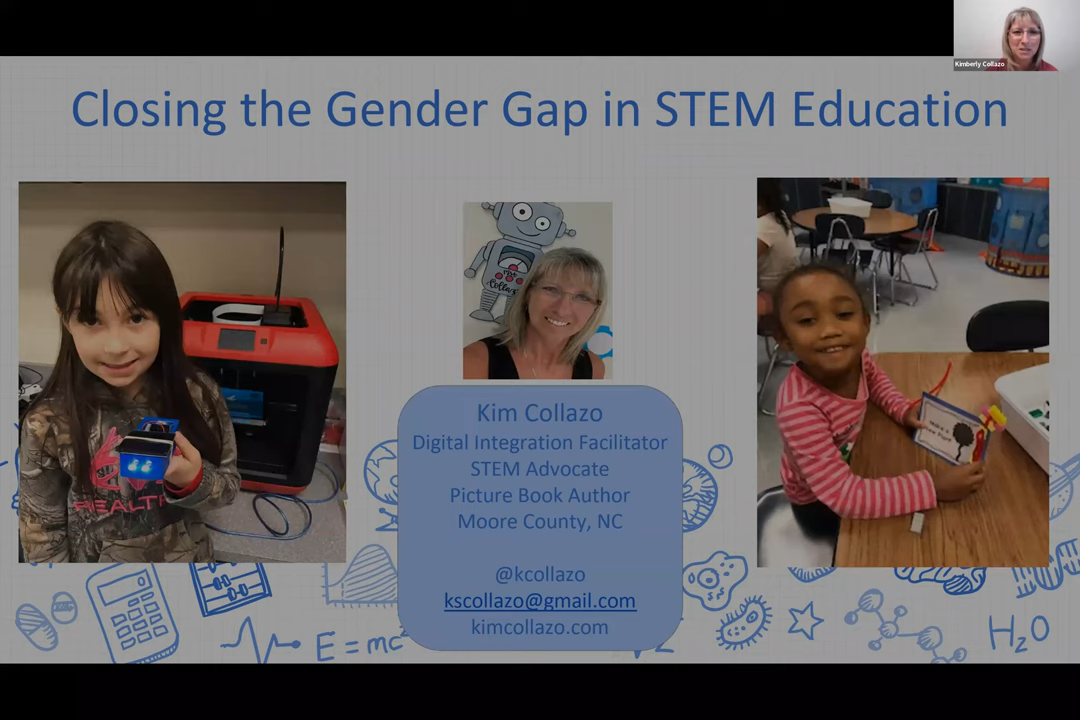 Kimberly Collazo
Closing the Gender Gap in STEM Education
Kim Collazo
Digital Integration Facilitator
STEM Advocate
Picture Book Author
Moore County, NC
@kcollazo
kscollazo@gmail.com
kimcollazo.com
E=mc²
H₂O